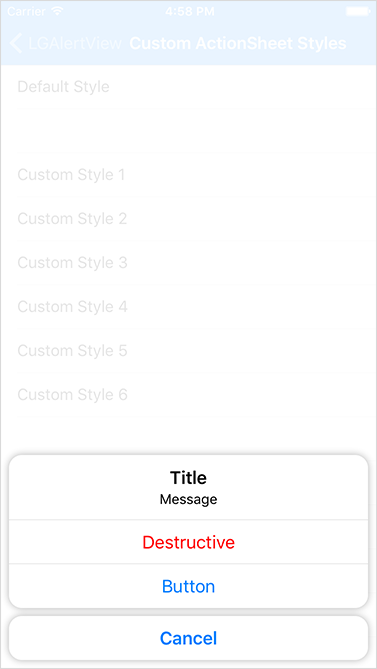 Carrier 4:58 PM
LGAlertView Custom ActionSheet Styles
Default Style
Custom Style 1
Custom Style 2
Custom Style 3
Custom Style 4
Custom Style 5
Custom Style 6
Title
Message
Destructive
Button
Cancel